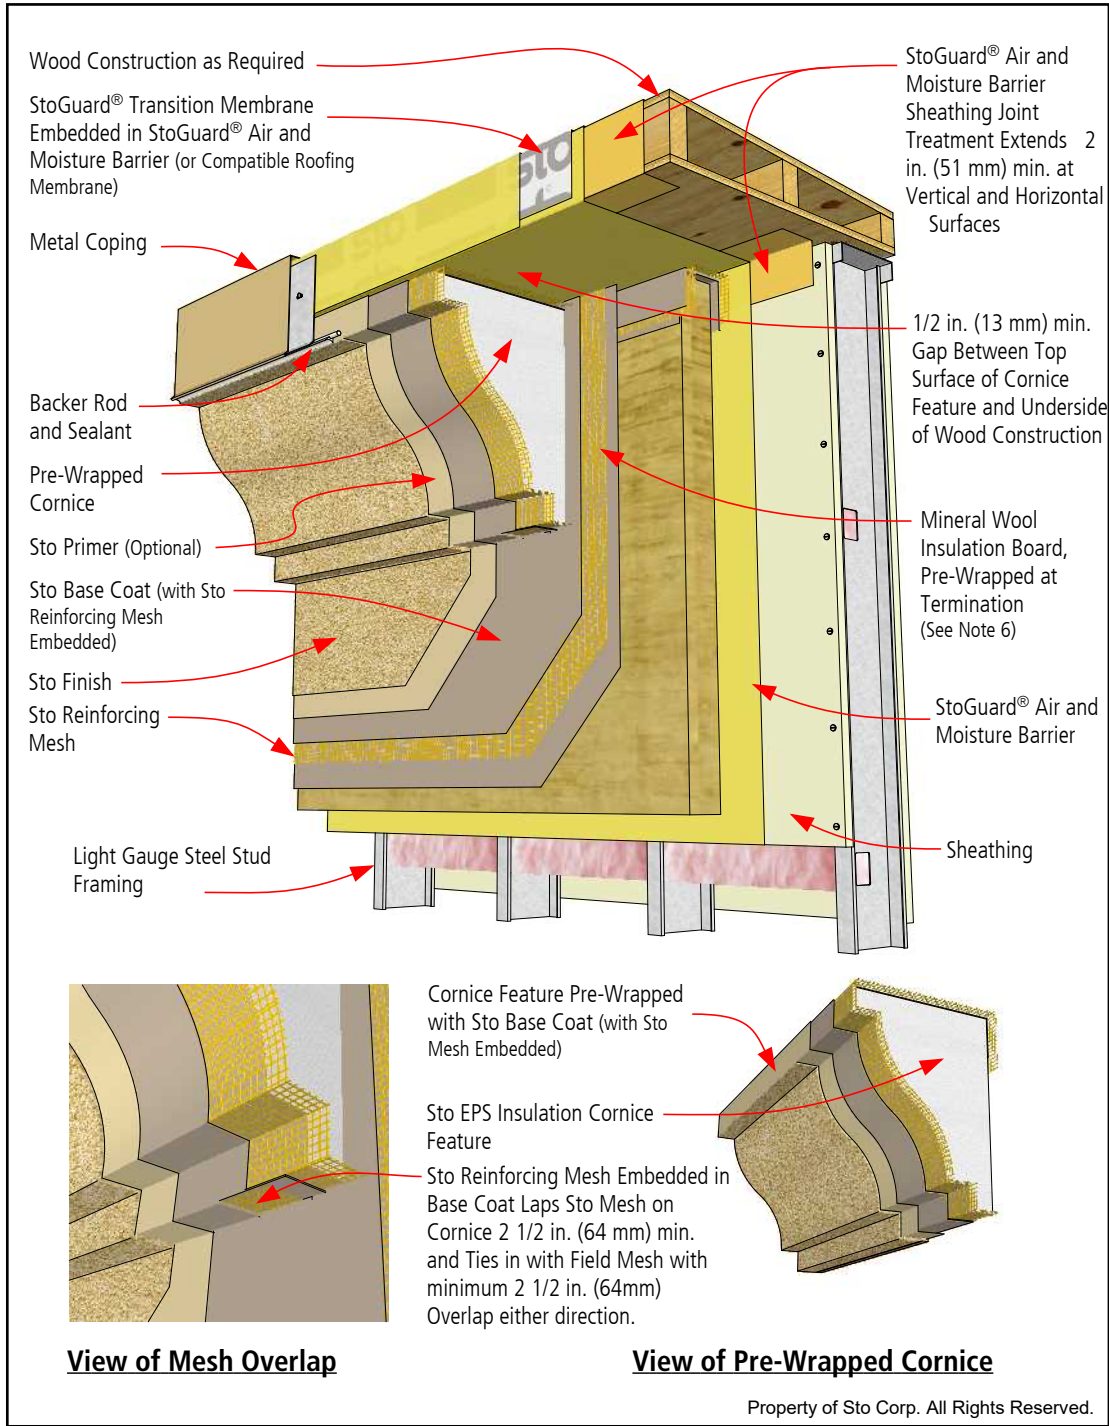 Wood Construction as Required
StoGuard® Transition Membrane
Embedded in StoGuard® Air and
Moisture Barrier (or Compatible Roofing
Membrane)
Metal Coping
Backer Rod
and Sealant
Pre-Wrapped
Cornice
Sto Primer (Optional)
Sto Base Coat (with Sto
Reinforcing Mesh
Embedded)
Sto Finish
Sto Reinforcing
Mesh
Light Gauge Steel Stud
Framing
sto
sto
StoGuard® Air and
Moisture Barrier
Sheathing Joint
Treatment Extends 2
in. (51 mm) min. at
Vertical and Horizontal
Surfaces
1/2 in. (13 mm) min.
Gap Between Top
Surface of Cornice
Feature and Underside
of Wood Construction
Mineral Wool
Insulation Board,
Pre-Wrapped at
Termination
(See Note 6)
StoGuard® Air and
Moisture Barrier
Sheathing
Cornice Feature Pre-Wrapped
with Sto Base Coat (with Sto
Mesh Embedded)
Sto EPS Insulation Cornice
Feature
Sto Reinforcing Mesh Embedded in
Base Coat Laps Sto Mesh on
Cornice 2 1/2 in. (64 mm) min.
and Ties in with Field Mesh with
minimum 2 1/2 in. (64mm)
Overlap either direction.
View of Mesh Overlap
View of Pre-Wrapped Cornice
Property of Sto Corp. All Rights Reserved.